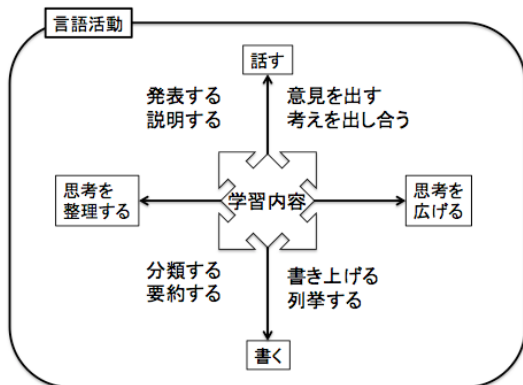 言語活動
話す
発表する
説明する
意見を出す
考えを出し合う
思考を
整理する
学習内容
思考を
広げる
分類する
要約する
書き上げる
列挙する
書く